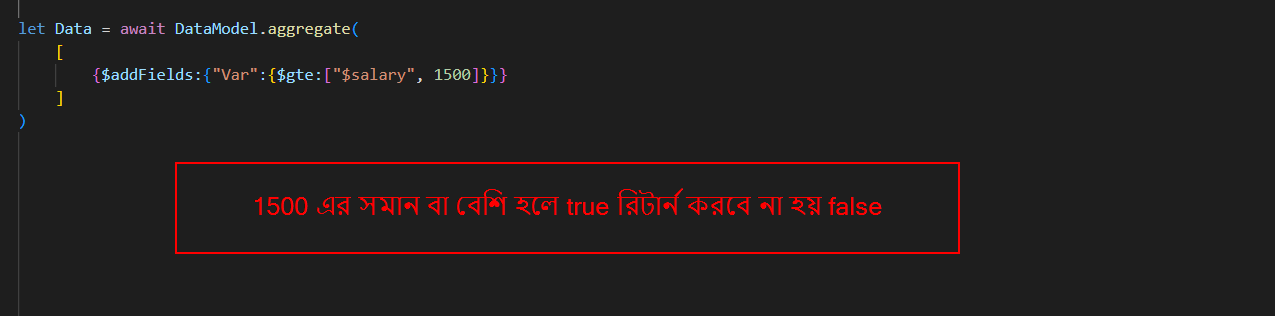 let Data = await DataModel.aggregate(
[
{$addFields:{"Var":{$gte:["$salary", 1500]}}}
]
)
1500 এর সমান বা বেশি হলে true রিটার্ন করবে না হয় false